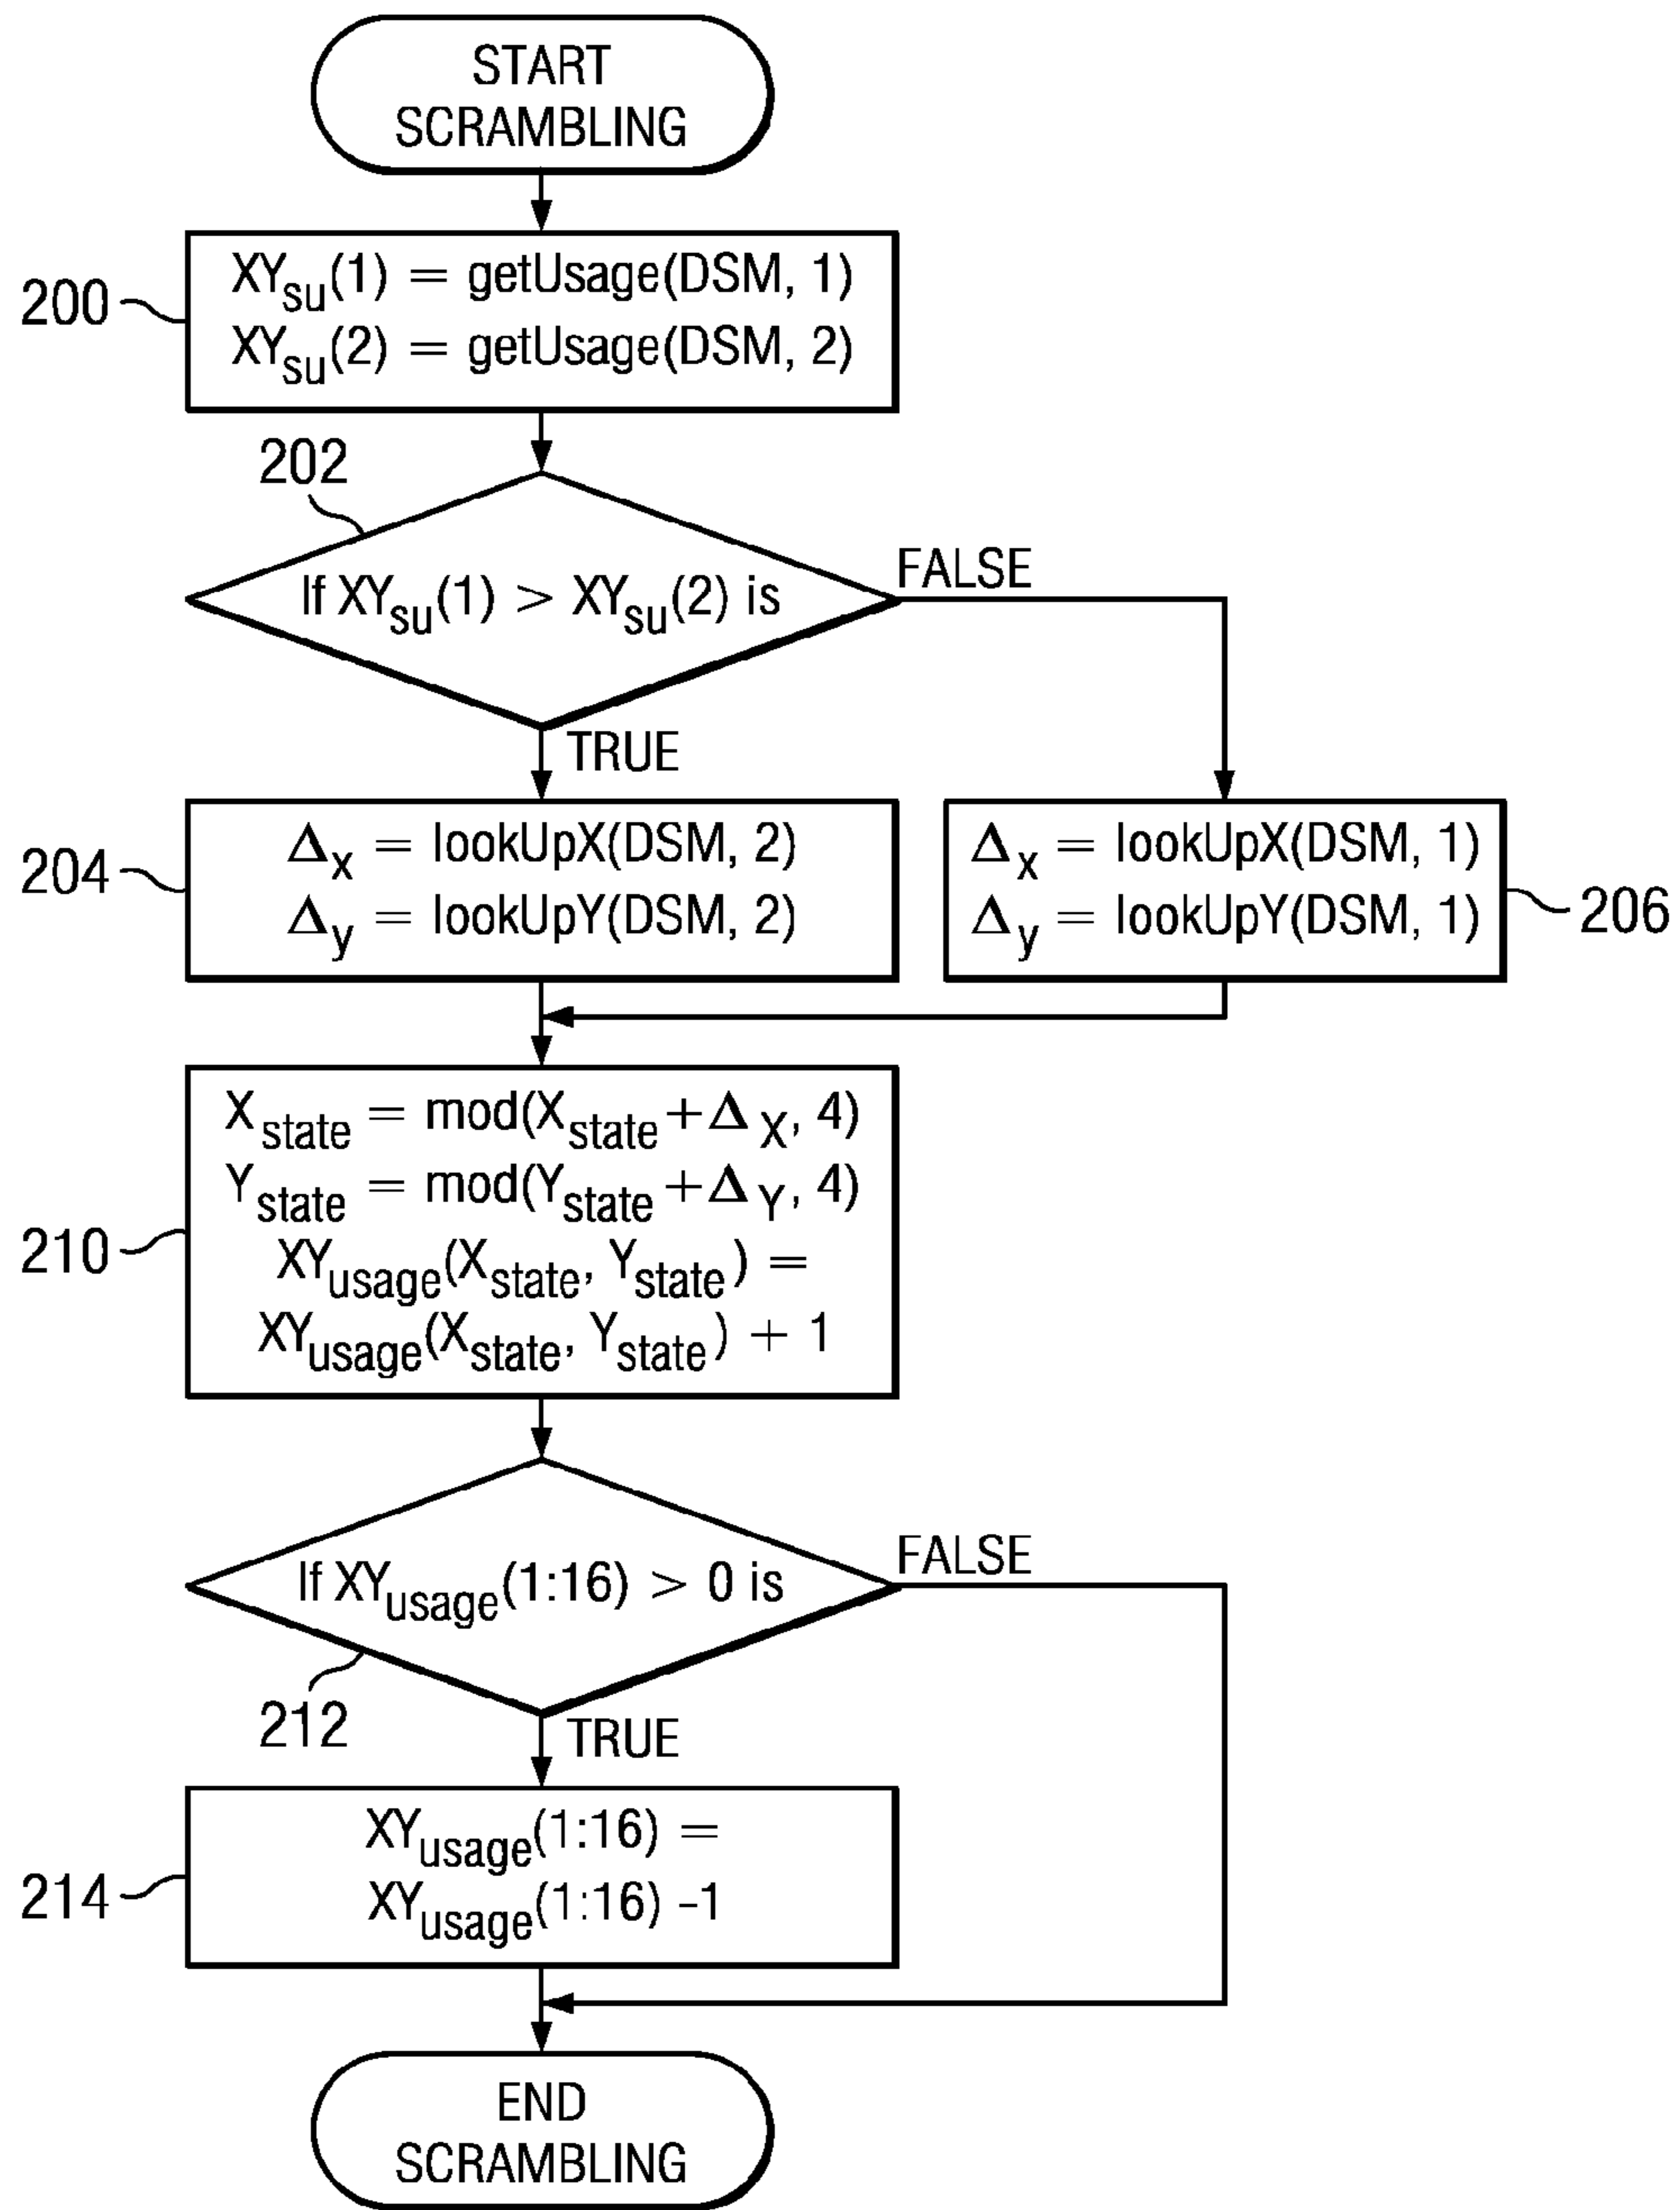 START
SCRAMBLING
200
XYsu(1) = getUsage(DSM, 1)
XYsu(2) = getUsage(DSM, 2)
202
If XYsu(1) > XYsu(2) is
FALSE
TRUE
204
Δx = lookUpX(DSM, 2)
Δy = lookUpY(DSM, 2)
Δx = lookUpX(DSM, 1)
Δy = lookUpY(DSM, 1)
206
210
Xstate = mod(Xstate+ΔX, 4)
Ystate = mod(Ystate+ΔY, 4)
XYusage(Xstate, Ystate) =
XYusage(Xstate, Ystate) + 1
If XYusage(1:16) > 0 is
FALSE
212
TRUE
214
XYusage(1:16) =
XYusage(1:16) -1
END
SCRAMBLING